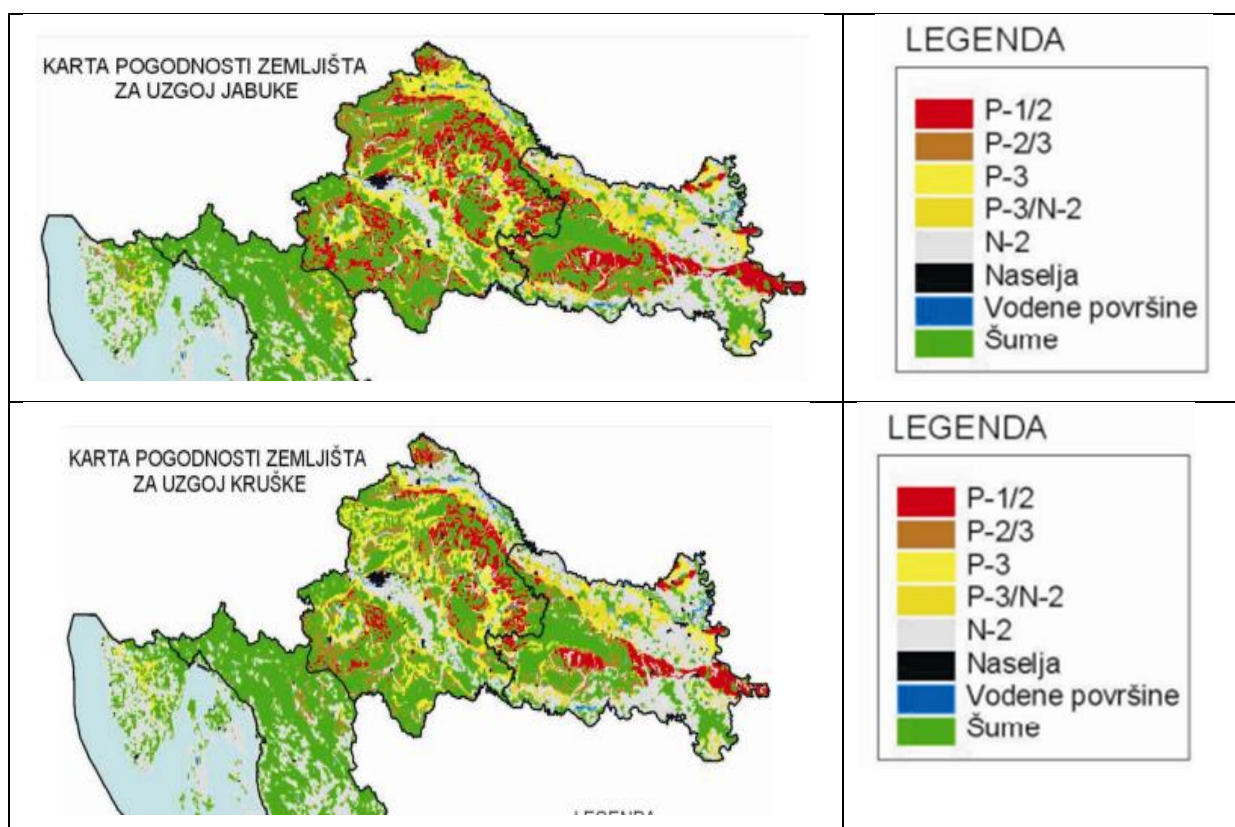 KARTA POGODNOSTI ZEMLJIŠTA
ZA UZGOJ JABUKE
LEGENDA
P-1/2
P-2/3
P-3
P-3/N-2
N-2
Naselja
Vodene površine
Šume
KARTA POGODNOSTI ZEMLJIŠTA
ZA UZGOJ KRUŠKE
LEGENDA
LEGENDA
P-1/2
P-2/3
P-3
P-3/N-2
N-2
Naselja
Vodene površine
Šume